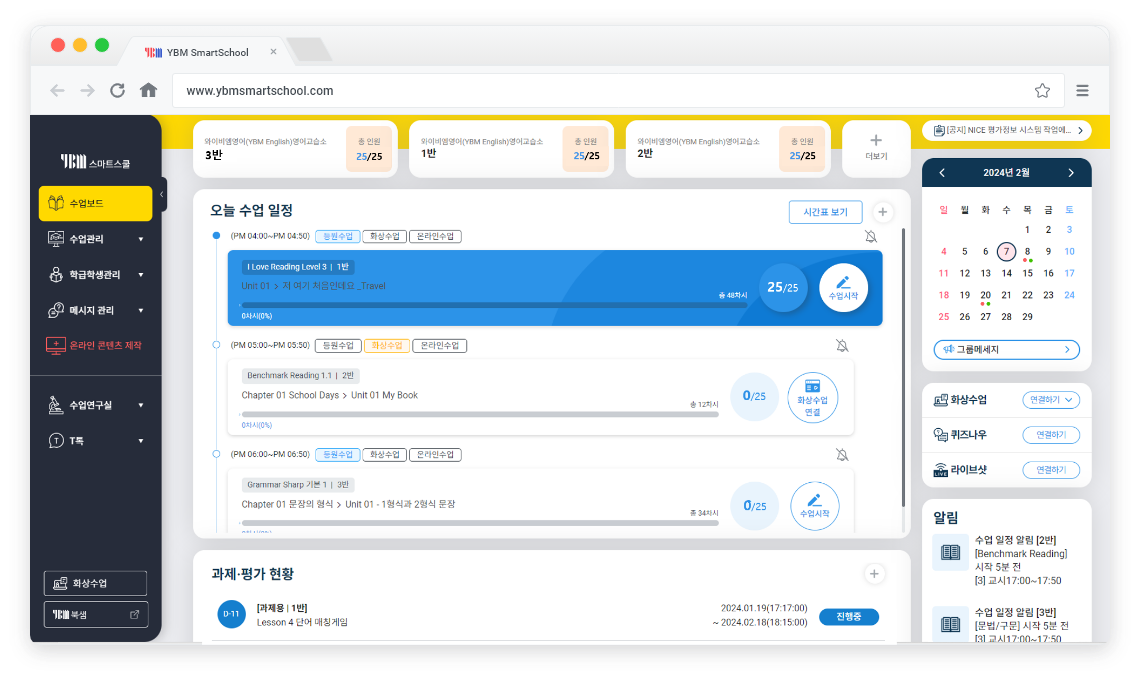 YBM SmartSchool
www.ybmsmartschool.com
YBM 스마트스쿨
수업보드
수업관리
학급학생관리
메시지 관리
온라인 콘텐츠 제작
수업연구실
T톡
화상수업
YBM 북샘
와이비엠영어(YBM English)영어교습소
3반
총 인원
25/25
와이비엠영어(YBM English)영어교습소
1반
총 인원
25/25
와이비엠영어(YBM English)영어교습소
2반
총 인원
25/25
더보기
오늘 수업 일정
시간표 보기
(PM 04:00~PM 04:50) 등원수업 화상수업 온라인수업
I Love Reading Level 3 | 1반
Unit 01 > 저 여기 처음인데요 _Travel
총 48차시
0차시(0%)
25/25
수업시작
(PM 05:00~PM 05:50) 등원수업 화상수업 온라인수업
Benchmark Reading 1.1 | 2반
Chapter 01 School Days > Unit 01 My Book
총 12차시
0차시(0%)
0/25
화상수업
연결
(PM 06:00~PM 06:50) 등원수업 화상수업 온라인수업
Grammar Sharp 기본 1 | 3반
Chapter 01 문장의 형식 > Unit 01 - 1형식과 2형식 문장
총 34차시
0/25
수업시작
과제·평가 현황
D-11
[과제용 | 1반]
Lesson 4 단어 매칭게임
2024.01.19(17:17:00)
~ 2024.02.18(18:15:00)
진행중
[공지] NICE 평가정보 시스템 작업에...
2024년 2월
일 월 화 수 목 금 토
1 2 3
4 5 6 7 8 9 10
11 12 13 14 15 16 17
18 19 20 21 22 23 24
25 26 27 28 29
그룹메세지
화상수업 연결하기
퀴즈나우 연결하기
LIVE 라이브샷 연결하기
알림
수업 일정 알림 [2반]
[Benchmark Reading]
시작 5분 전
[3] 교시17:00~17:50
수업 일정 알림 [3반]
[문법/구문] 시작 5분 전
[3] 교시17:00~17:50